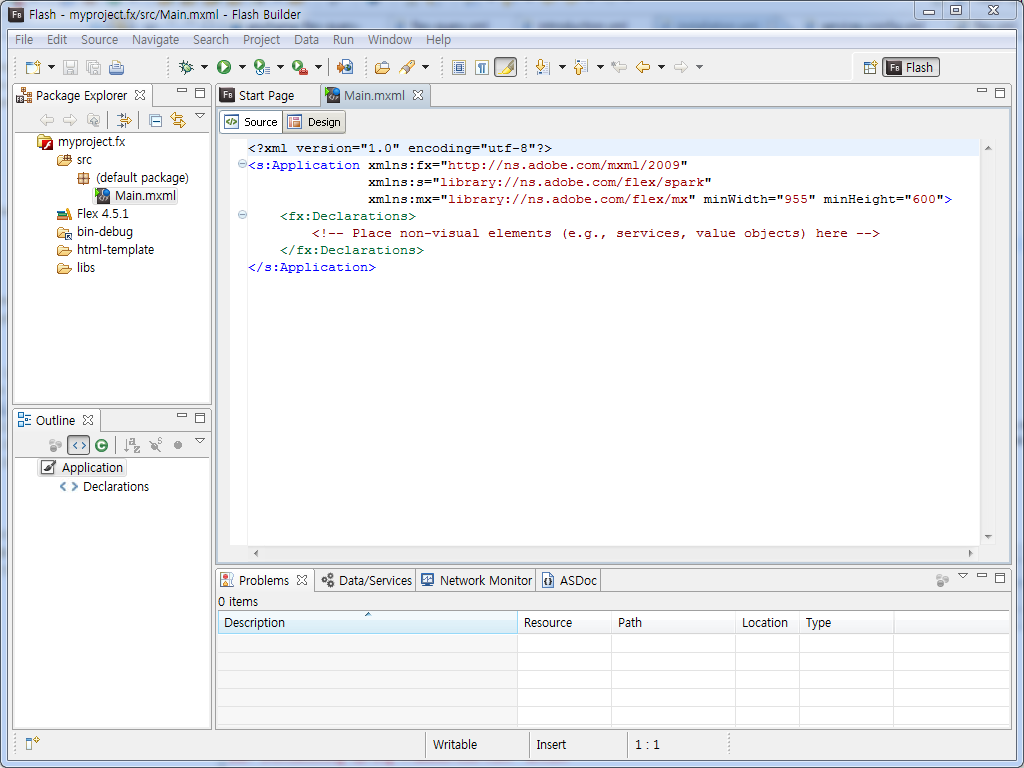 Fb Flash - myproject.fx/src/Main.mxml - Flash Builder
File Edit Source Navigate Search Project Data Run Window Help
Fb Flash
Package Explorer
myproject.fx
src
(default package)
Main.mxml
Flex 4.5.1
bin-debug
html-template
libs
Fb Start Page Main.mxml
Source Design
<?xml version="1.0" encoding="utf-8"?>
<s:Application xmlns:fx="http://ns.adobe.com/mxml/2009"
xmlns:s="library://ns.adobe.com/flex/spark"
xmlns:mx="library://ns.adobe.com/flex/mx" minWidth="955" minHeight="600">
<fx:Declarations>
<!-- Place non-visual elements (e.g., services, value objects) here -->
</fx:Declarations>
</s:Application>
Outline
Application
Declarations
Problems Data/Services Network Monitor ASDoc
0 items
Description Resource Path Location Type
Writable Insert 1 : 1